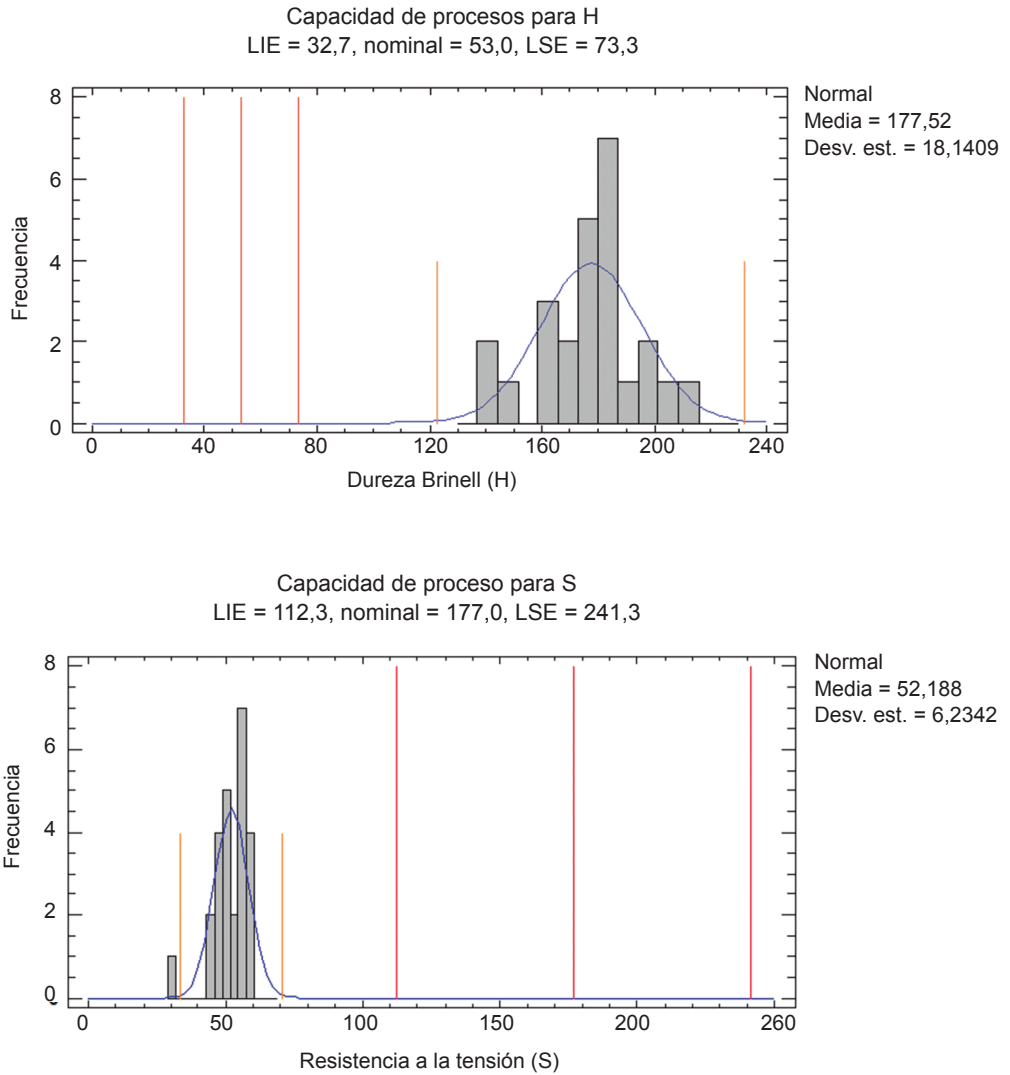 Capacidad de procesos para H
LIE = 32,7, nominal = 53,0, LSE = 73,3
Normal
Media = 177,52
Desv. est. = 18,1409
Frecuencia
8
6
4
2
0
0 40 80 120 160 200 240
Dureza Brinell (H)
Capacidad de proceso para S
LIE = 112,3, nominal = 177,0, LSE = 241,3
Normal
Media = 52,188
Desv. est. = 6,2342
Frecuencia
8
6
4
2
0
0 50 100 150 200 260
Resistencia a la tensión (S)